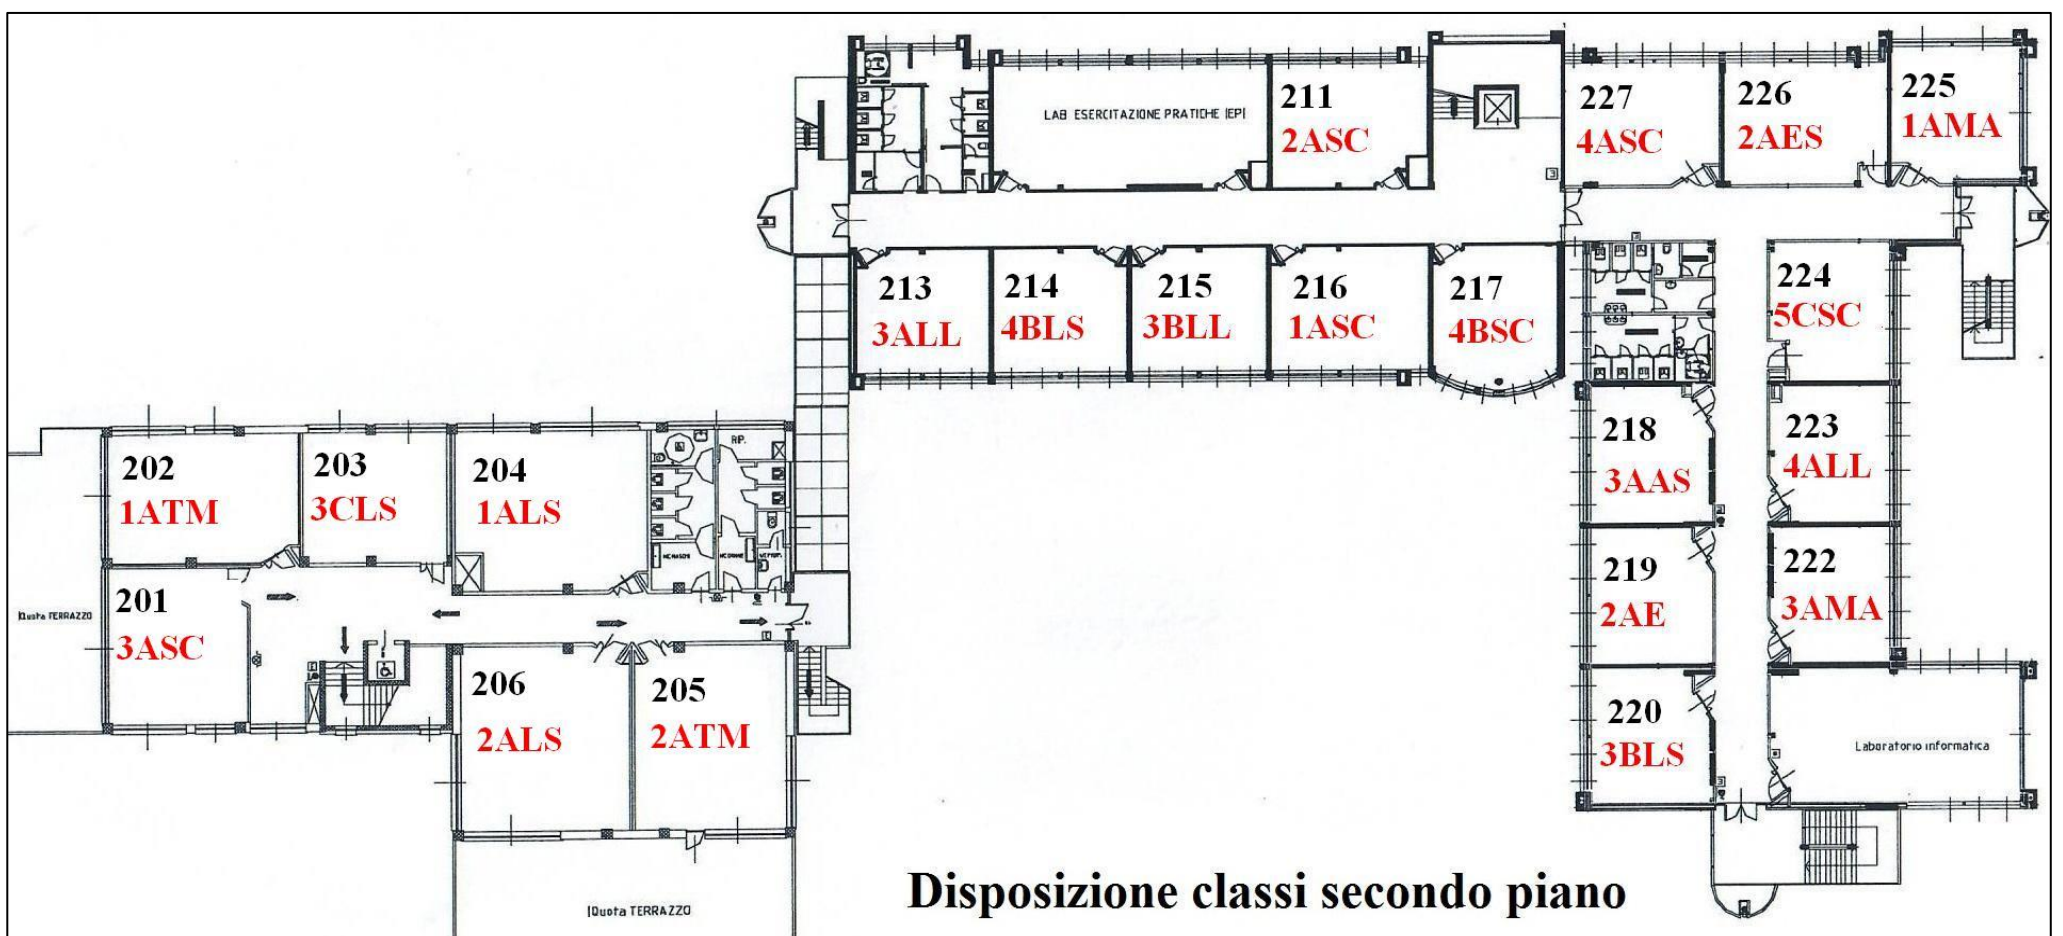 LAB ESERCITAZIONE PRATICHE (EP)
211
2ASC
227
4ASC
226
2AES
225
1AMA
213
3ALL
214
4BLS
215
3BLL
216
1ASC
217
4BSC
224
5CSC
218
3AAS
223
4ALL
219
2AE
222
3AMA
220
3BLS
Laboratorio informatica
202
1ATM
203
3CLS
204
1ALS
RIP.
201
3ASC
Quota TERRAZZO
206
2ALS
205
2ATM
Quota TERRAZZO
Disposizione classi secondo piano